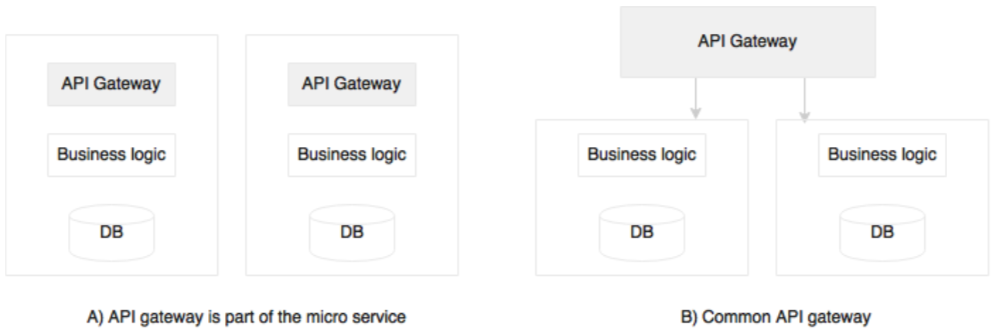 API Gateway
Business logic
DB
API Gateway
Business logic
DB
A) API gateway is part of the micro service
API Gateway
Business logic
DB
Business logic
DB
B) Common API gateway